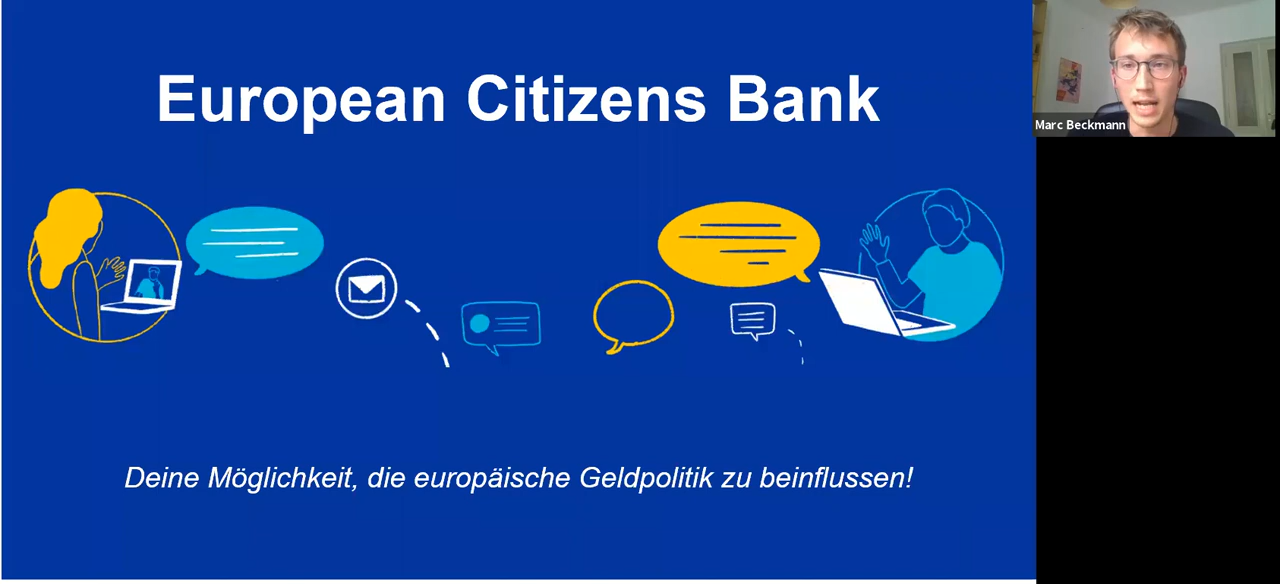 European Citizens Bank
Marc Beckmann
Deine Möglichkeit, die europäische Geldpolitik zu beinflussen!